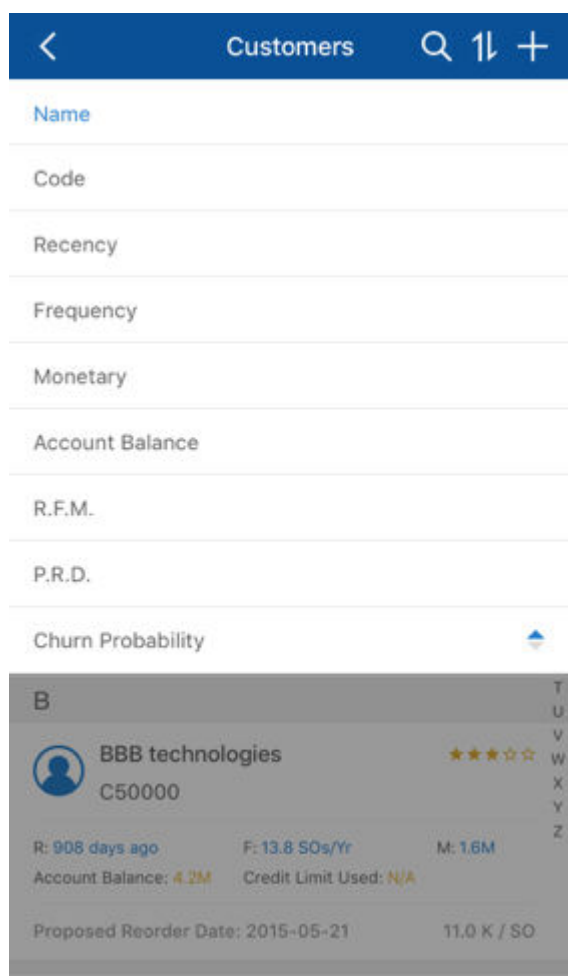 Customers
Name
Code
Recency
Frequency
Monetary
Account Balance
R.F.M.
P.R.D.
Churn Probability
B
BBB technologies
C50000
R: 908 days ago F: 13.8 SOs/Yr M: 1.6M
Account Balance: 4.2M Credit Limit Used: N/A
Proposed Reorder Date: 2015-05-21 11.0 K / SO
T
U
V
W
X
Y
Z